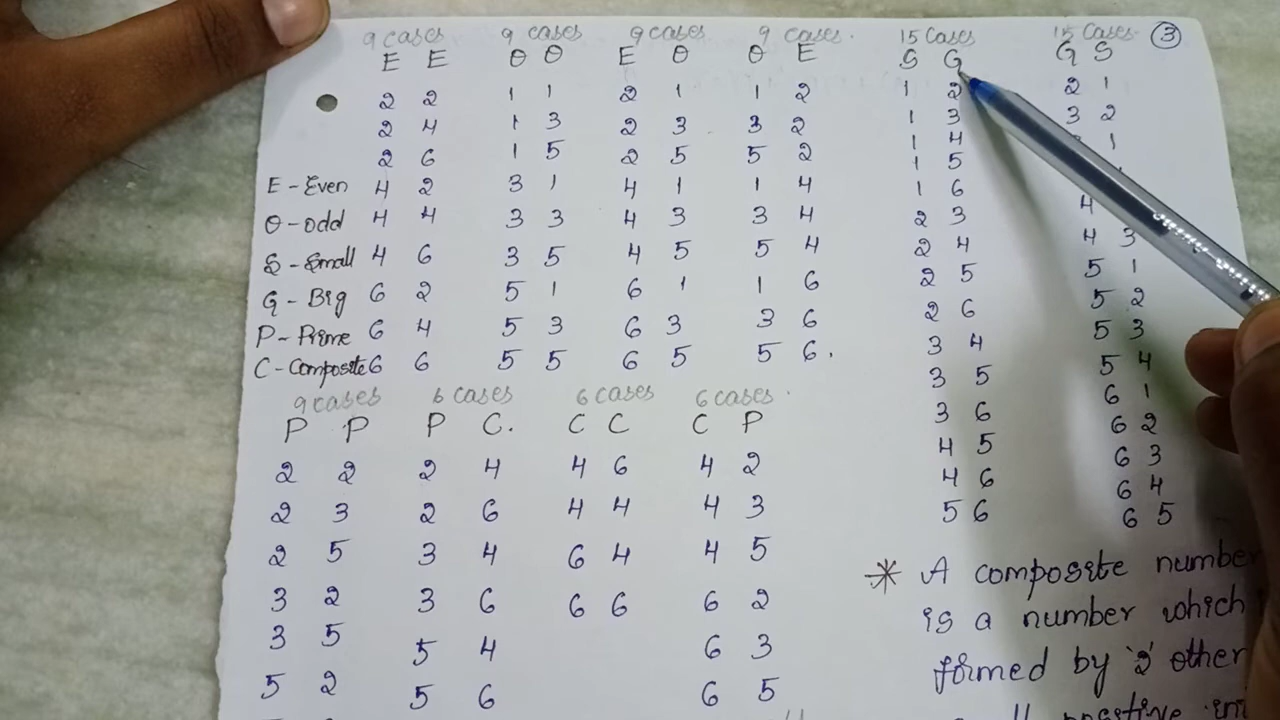 9 cases 9 cases 9 cases 9 cases. 15 Cases 15 Cases 3
E E O O E O O E S G G S
2 2 1 1 2 1 1 2 1 2 2 1
2 4 1 3 2 3 3 2 1 3 3 2
2 6 1 5 2 5 5 2 1 4 1
1 5
E - Even 4 2 3 1 4 1 1 4 1 6
O - odd 4 4 3 3 4 3 3 4 2 3 4
S - Small 4 6 3 5 4 5 5 4 2 4 4 3
2 5 5 1
G - Big 6 2 5 1 6 1 1 6 2 6 5 2
P - Prime 6 4 5 3 6 3 3 6 3 4 5 3
C - Composite 6 6 5 5 6 5 5 6. 3 5 5 4
9 cases 6 cases 6 cases 6 cases. 3 6 6 1
P P P C. C C C P 4 5 6 2
2 2 2 4 4 6 4 2 4 6 6 3
2 3 2 6 4 4 4 3 5 6 6 4
6 5
2 5 3 4 6 4 4 5
3 2 3 6 6 6 6 2
3 5 5 4 6 3
5 2 5 6 6 5
* A composite number
is a number which
formed by '2' other
positive